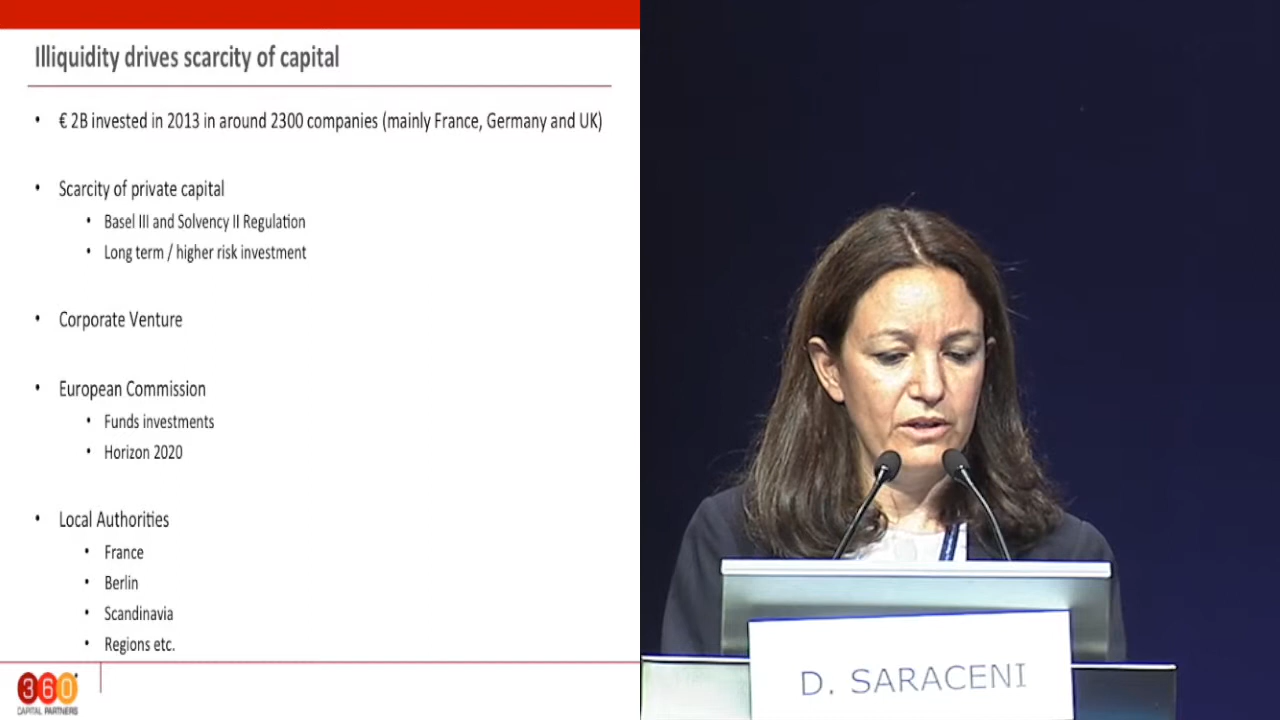 Illiquidity drives scarcity of capital
• € 2B invested in 2013 in around 2300 companies (mainly France, Germany and UK)
• Scarcity of private capital
• Basel III and Solvency II Regulation
• Long term / higher risk investment
• Corporate Venture
• European Commission
• Funds investments
• Horizon 2020
• Local Authorities
• France
• Berlin
• Scandinavia
• Regions etc.
360°
CAPITAL PARTNERS
D. SARACENI